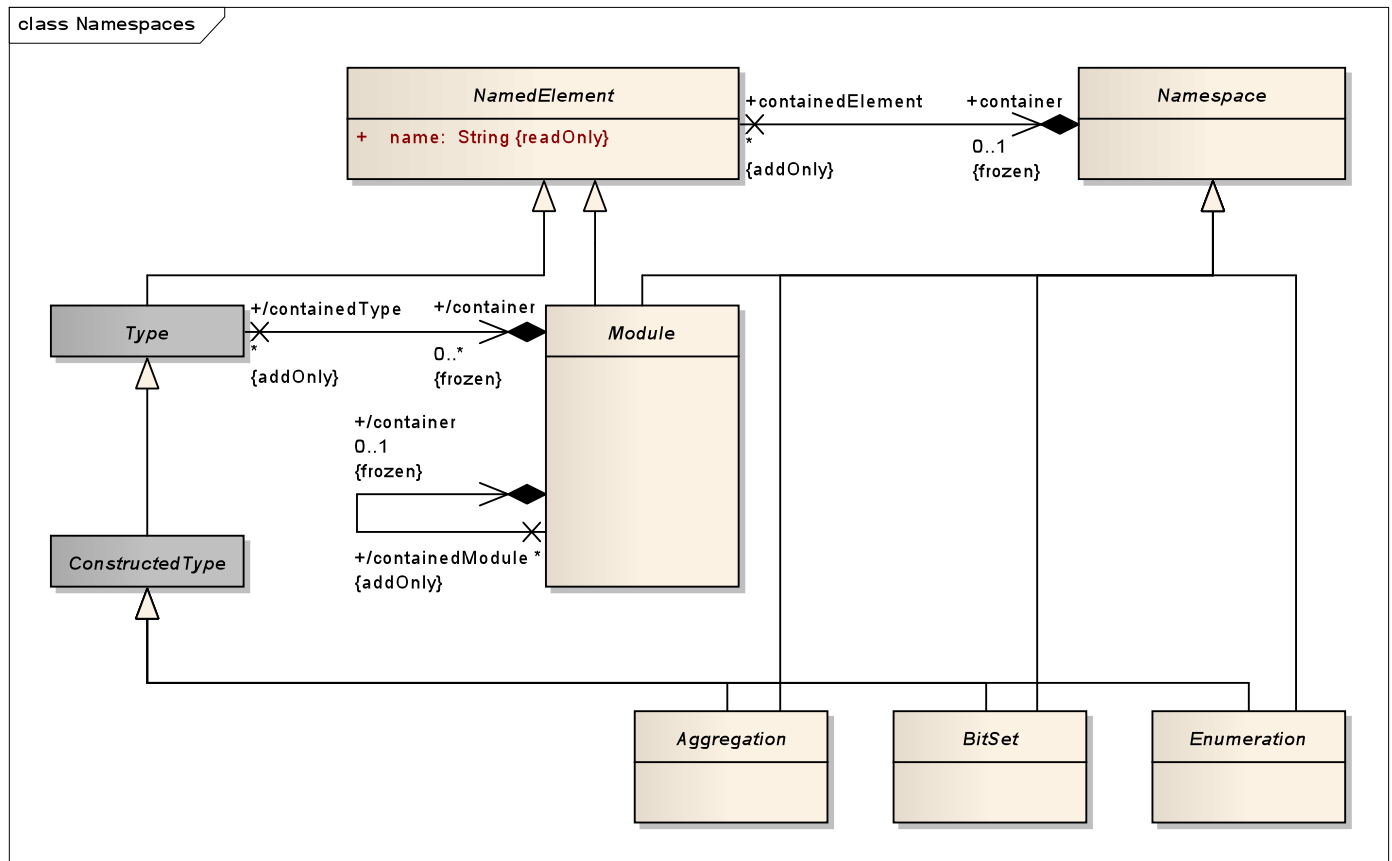 class Namespaces
NamedElement
+ name: String {readOnly}
+containedElement
*
{addOnly}
+container
0..1
{frozen}
Namespace
Type
+/containedType
*
{addOnly}
+/container
0..*
{frozen}
Module
+/container
0..1
{frozen}
+/containedModule *
{addOnly}
ConstructedType
Aggregation
BitSet
Enumeration